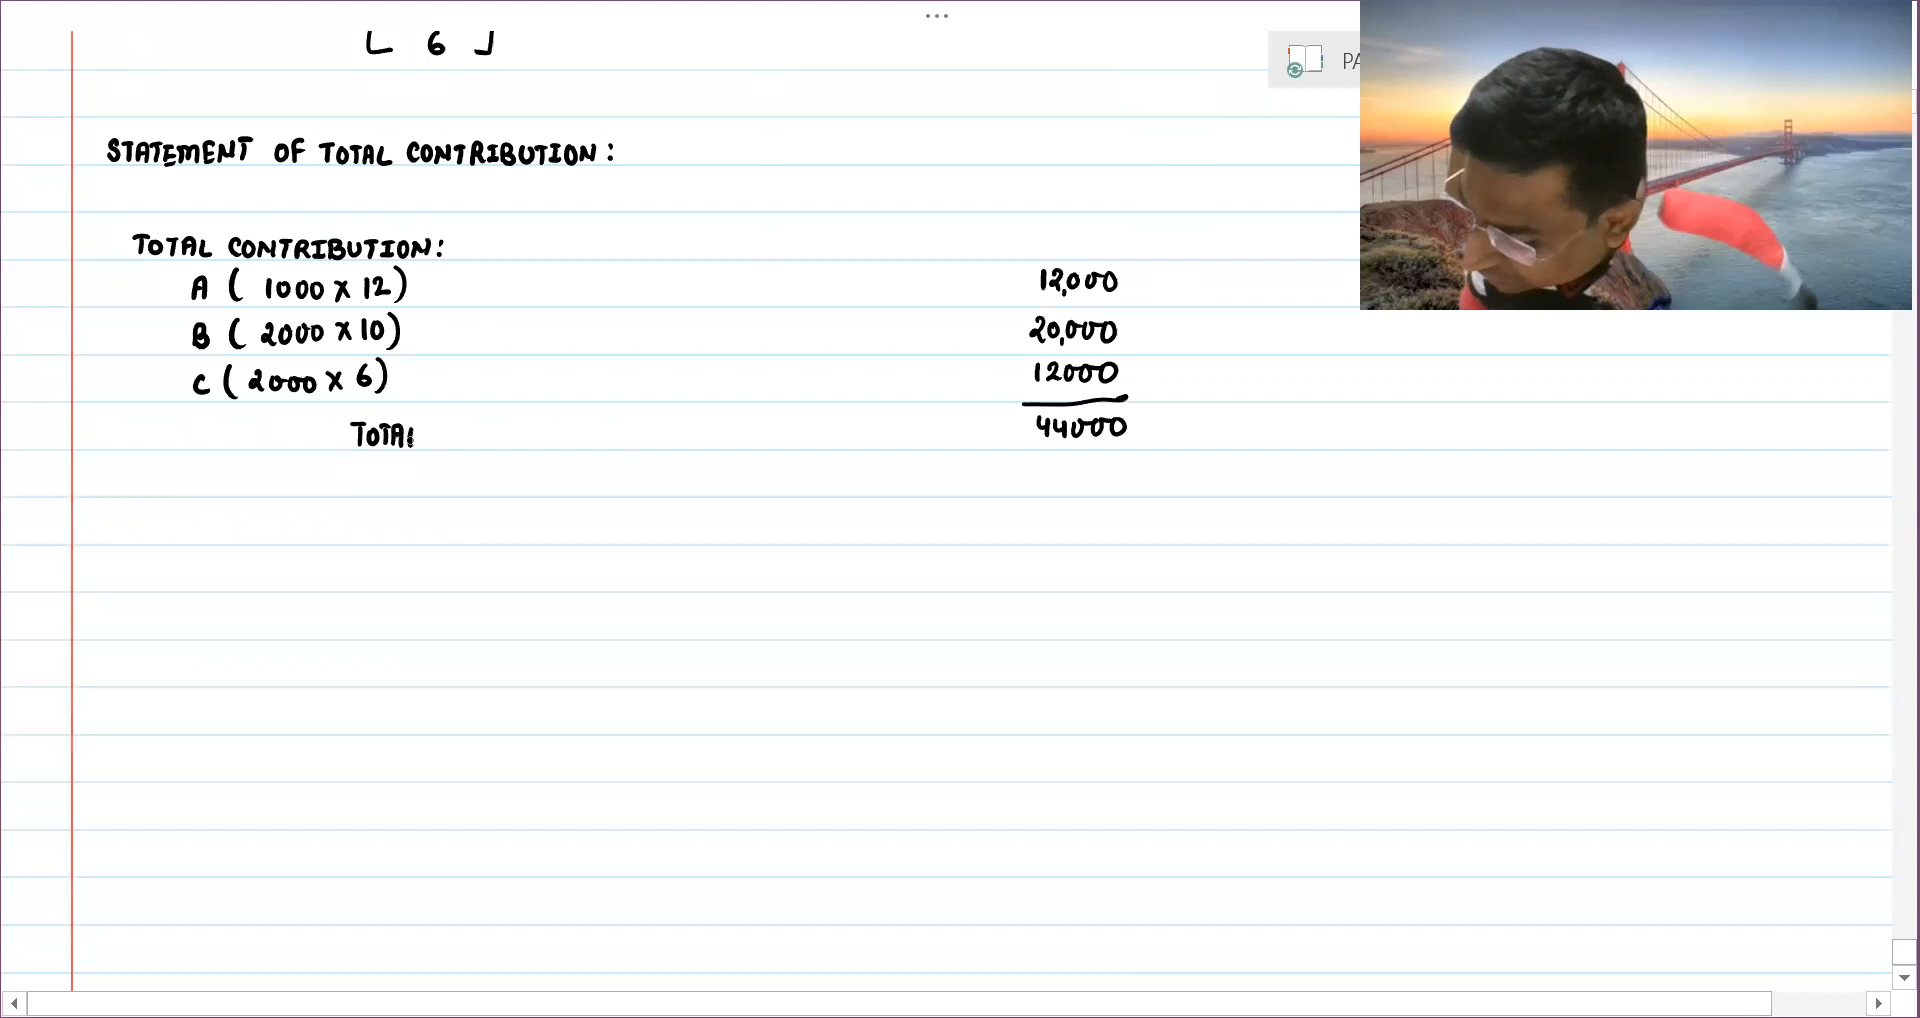 [ 6 ]
PA
STATEMENT OF TOTAL CONTRIBUTION :
TOTAL CONTRIBUTION:
A ( 1000 x 12) 12,000
B ( 2000 x 10) 20,000
C ( 2000 x 6) 12000
TOTAL 44000